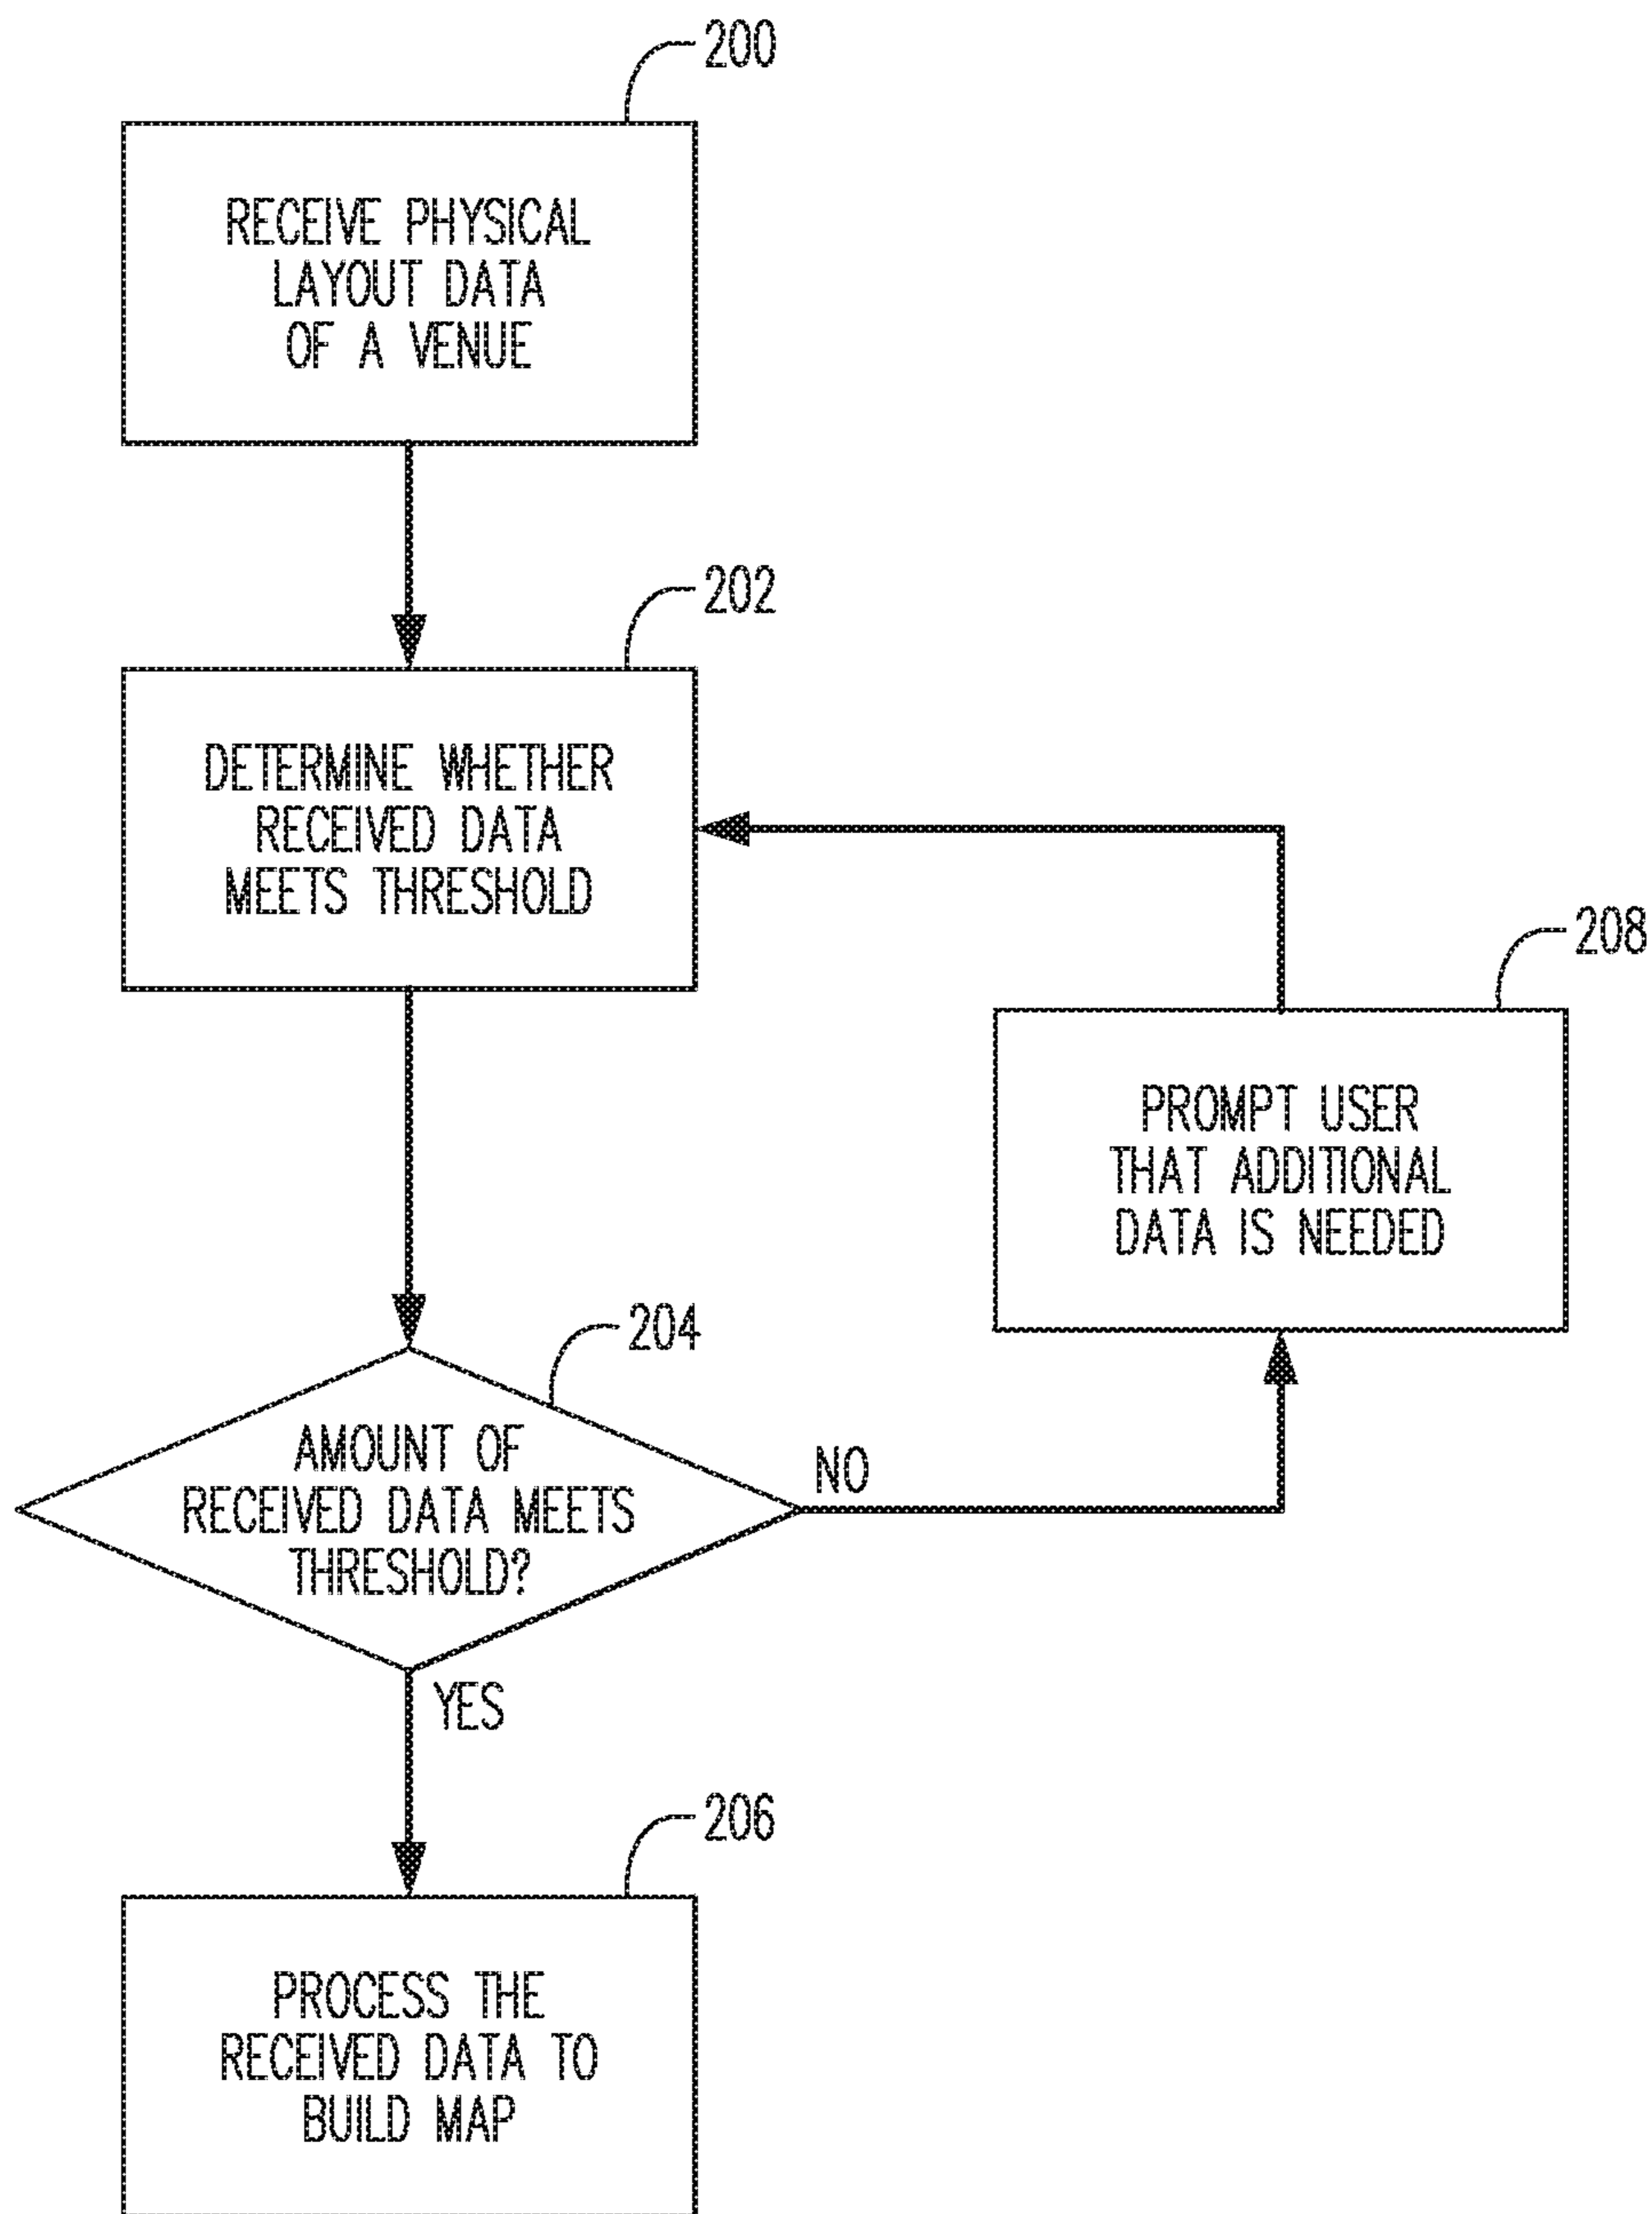 200
RECEIVE PHYSICAL
LAYOUT DATA
OF A VENUE
202
DETERMINE WHETHER
RECEIVED DATA
MEETS THRESHOLD
208
PROMPT USER
THAT ADDITIONAL
DATA IS NEEDED
204
AMOUNT OF
RECEIVED DATA MEETS
THRESHOLD?
NO
YES
206
PROCESS THE
RECEIVED DATA TO
BUILD MAP